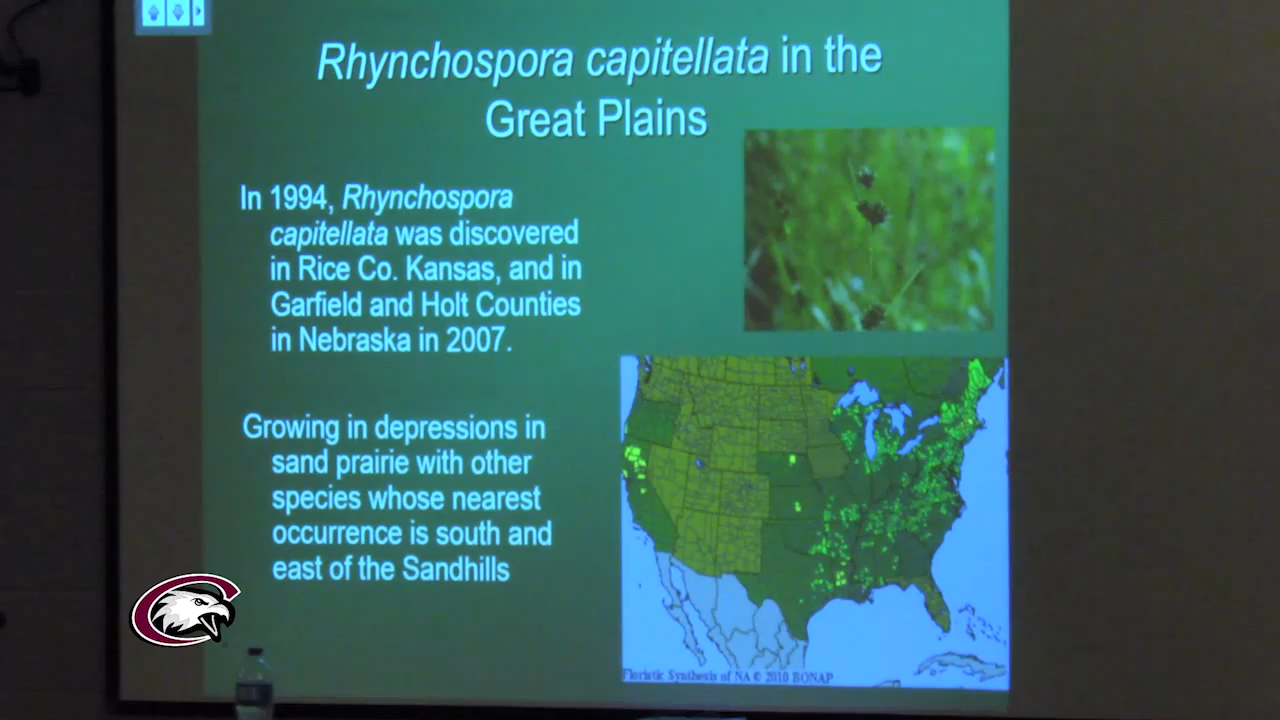 Rhynchospora capitellata in the
Great Plains
In 1994, Rhynchospora
capitellata was discovered
in Rice Co. Kansas, and in
Garfield and Holt Counties
in Nebraska in 2007.
Growing in depressions in
sand prairie with other
species whose nearest
occurrence is south and
east of the Sandhills
Floristic Synthesis of NA © 2010 BONAP